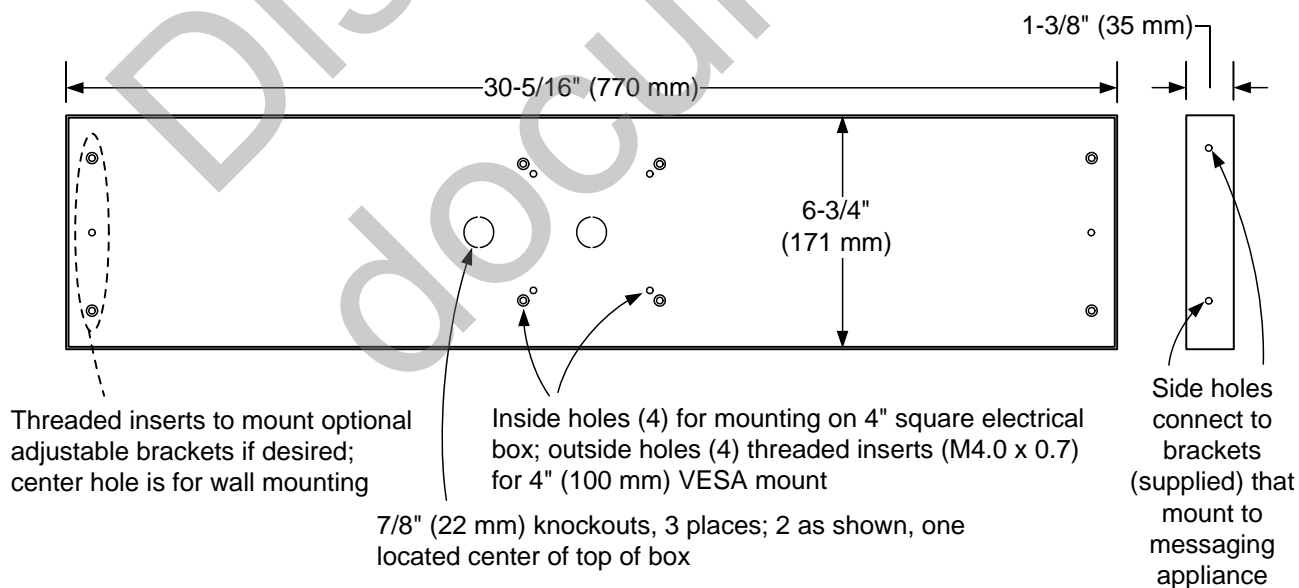 1-3/8" (35 mm)
30-5/16" (770 mm)
6-3/4"
(171 mm)
Threaded inserts to mount optional
adjustable brackets if desired;
center hole is for wall mounting
Inside holes (4) for mounting on 4" square electrical
box; outside holes (4) threaded inserts (M4.0 x 0.7)
for 4" (100 mm) VESA mount
7/8" (22 mm) knockouts, 3 places; 2 as shown, one
located center of top of box
Side holes
connect to
brackets
(supplied) that
mount to
messaging
appliance